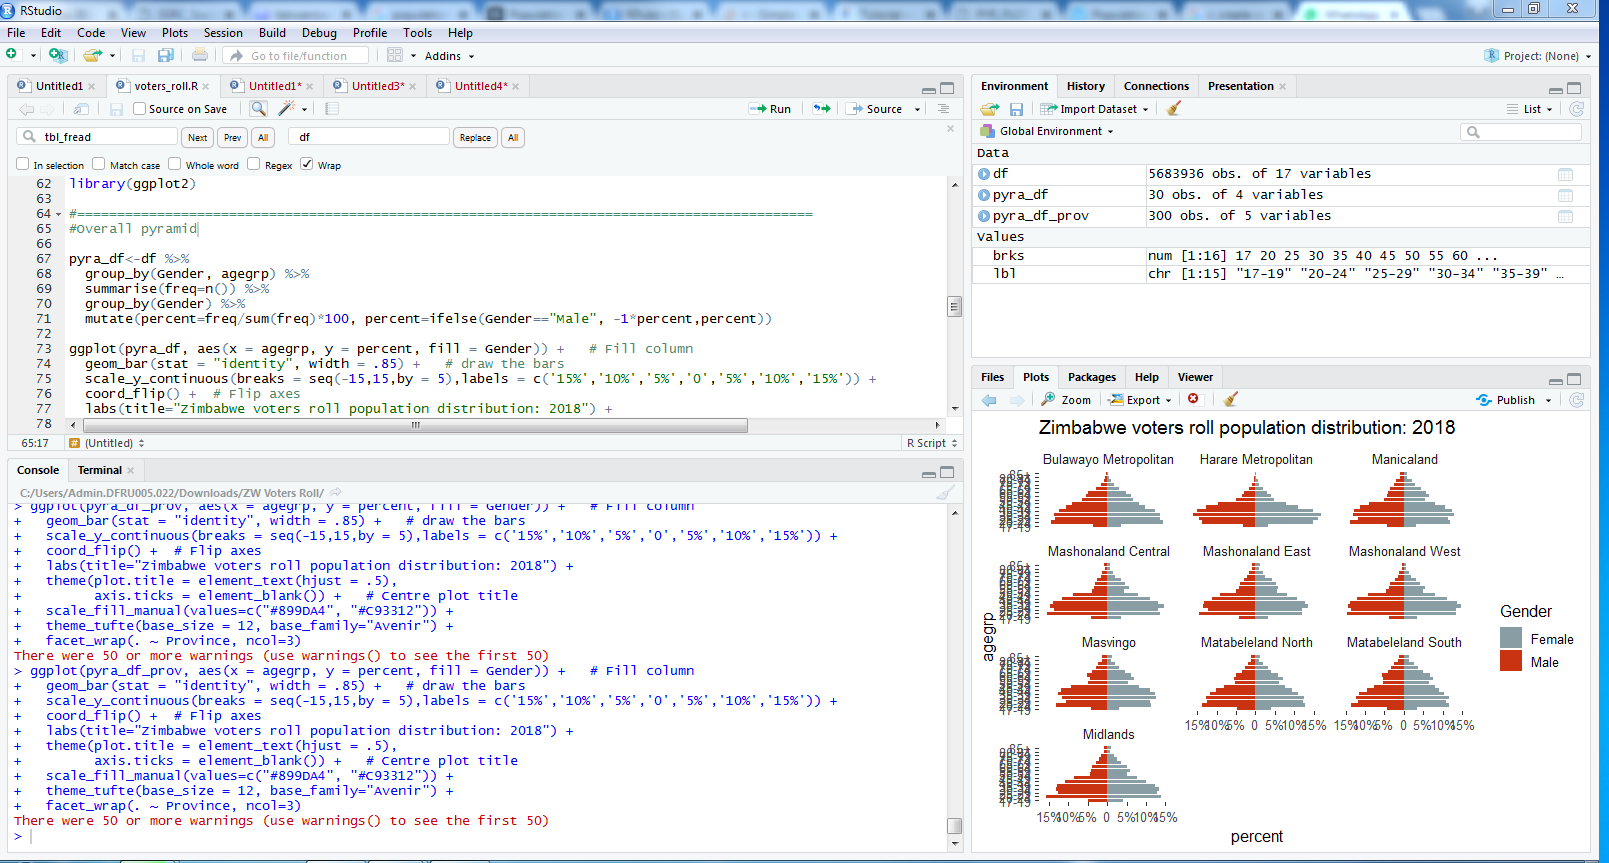 RStudio
File Edit Code View Plots Session Build Debug Profile Tools Help
Go to file/function Addins Project: (None)
Untitled1 voters_roll.R Untitled1* Untitled3* Untitled4*
Source on Save Run Source
tbl_fread Next Prev All df Replace All
In selection Match case Whole word Regex Wrap
62 library(ggplot2)
63
64 #=============================================================================================
65 #Overall pyramid
66
67 pyra_df<-df %>%
68   group_by(Gender, agegrp) %>%
69   summarise(freq=n()) %>%
70   group_by(Gender) %>%
71   mutate(percent=freq/sum(freq)*100, percent=ifelse(Gender=="Male", -1*percent,percent))
72
73 ggplot(pyra_df, aes(x = agegrp, y = percent, fill = Gender)) +   # Fill column
74   geom_bar(stat = "identity", width = .85) +   # draw the bars
75   scale_y_continuous(breaks = seq(-15,15,by = 5),labels = c('15%','10%','5%','0','5%','10%','15%')) +
76   coord_flip() +  # Flip axes
77   labs(title="Zimbabwe voters roll population distribution: 2018") +
78
65:17 # (Untitled) R Script
Console Terminal
C:/Users/Admin.DFRU005.022/Downloads/ZW Voters Roll/
> ggplot(pyra_df_prov, aes(x = agegrp, y = percent, fill = Gender)) +   # Fill column
+   geom_bar(stat = "identity", width = .85) +   # draw the bars
+   scale_y_continuous(breaks = seq(-15,15,by = 5),labels = c('15%','10%','5%','0','5%','10%','15%')) +
+   coord_flip() +  # Flip axes
+   labs(title="Zimbabwe voters roll population distribution: 2018") +
+   theme(plot.title = element_text(hjust = .5),
+         axis.ticks = element_blank()) +   # Centre plot title
+   scale_fill_manual(values=c("#899DA4", "#C93312")) +
+   theme_tufte(base_size = 12, base_family="Avenir") +
+   facet_wrap(. ~ Province, ncol=3)
There were 50 or more warnings (use warnings() to see the first 50)
> ggplot(pyra_df_prov, aes(x = agegrp, y = percent, fill = Gender)) +   # Fill column
+   geom_bar(stat = "identity", width = .85) +   # draw the bars
+   scale_y_continuous(breaks = seq(-15,15,by = 5),labels = c('15%','10%','5%','0','5%','10%','15%')) +
+   coord_flip() +  # Flip axes
+   labs(title="Zimbabwe voters roll population distribution: 2018") +
+   theme(plot.title = element_text(hjust = .5),
+         axis.ticks = element_blank()) +   # Centre plot title
+   scale_fill_manual(values=c("#899DA4", "#C93312")) +
+   theme_tufte(base_size = 12, base_family="Avenir") +
+   facet_wrap(. ~ Province, ncol=3)
There were 50 or more warnings (use warnings() to see the first 50)
>
Environment History Connections Presentation
Import Dataset List
Global Environment
Data
df 5683936 obs. of 17 variables
pyra_df 30 obs. of 4 variables
pyra_df_prov 300 obs. of 5 variables
Values
brks num [1:16] 17 20 25 30 35 40 45 50 55 60 ...
lbl chr [1:15] "17-19" "20-24" "25-29" "30-34" "35-39" …
Files Plots Packages Help Viewer
Zoom Export Publish
Zimbabwe voters roll population distribution: 2018
Bulawayo Metropolitan Harare Metropolitan Manicaland
Mashonaland Central Mashonaland East Mashonaland West
Masvingo Matabeleland North Matabeleland South
15% 10% 5% 0 5% 10% 15% 15% 10% 5% 0 5% 10% 15%
Midlands
15% 10% 5% 0 5% 10% 15%
agegrp
percent
Gender
Female
Male